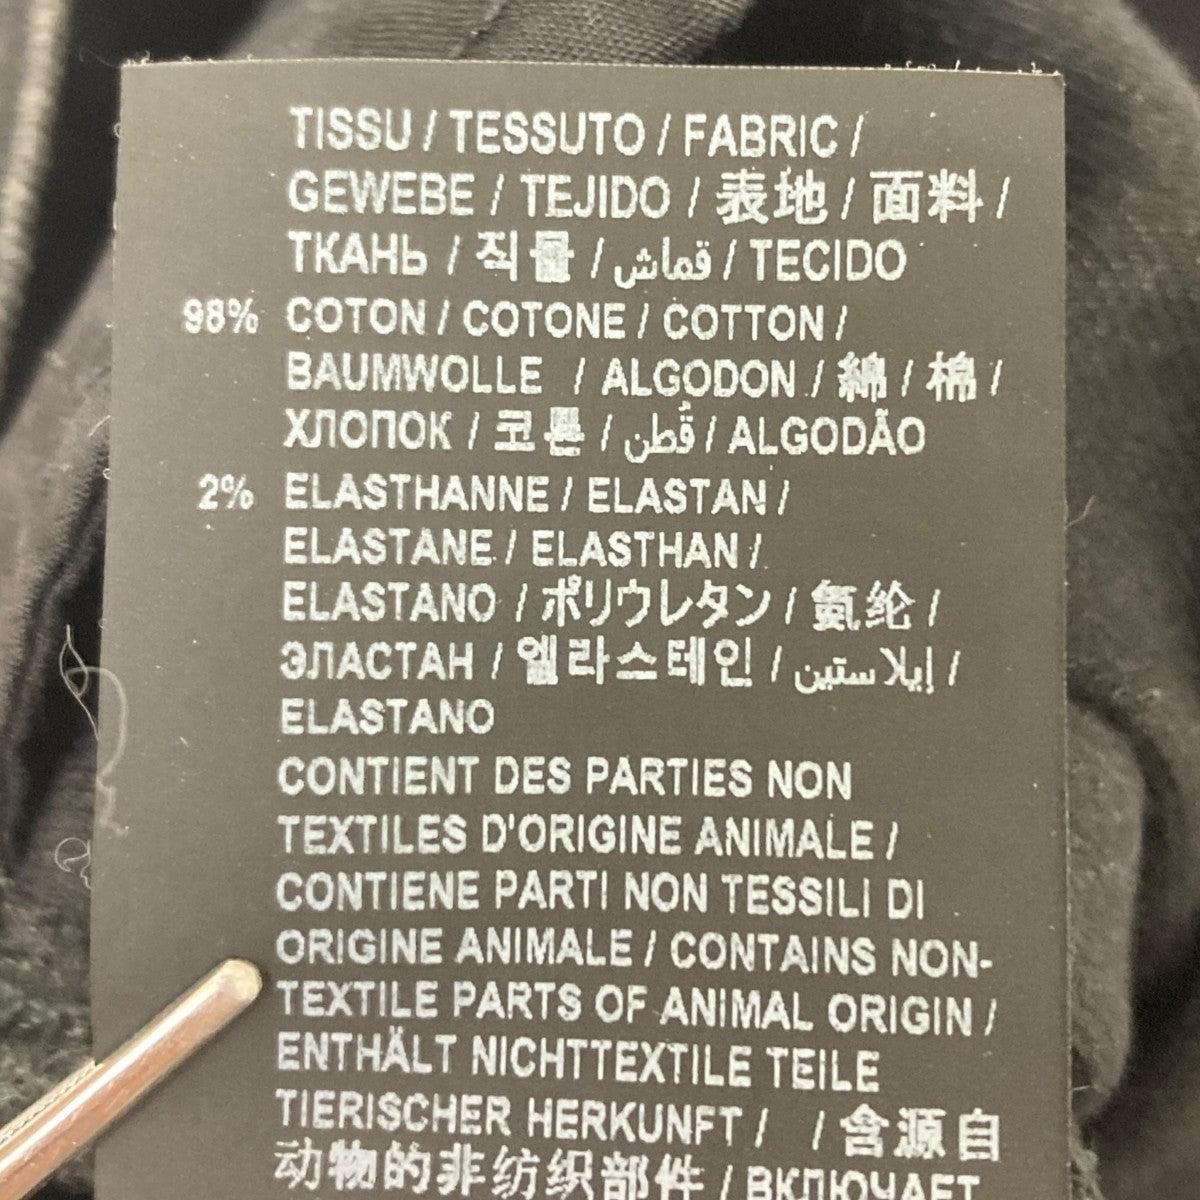 TISSU / TESSUTO / FABRIC /
GEWEBE / TEJIDO / 表地 / 面料 /
ТКАНЬ / 직물 / قماش / TECIDO
98% COTON / COTONE / COTTON /
BAUMWOLLE / ALGODON / 綿 / 棉 /
ХЛОПОК / 코튼 / قُطن / ALGODÃO
2% ELASTHANNE / ELASTAN /
ELASTANE / ELASTHAN /
ELASTANO / ポリウレタン / 氨纶 /
ЭЛАСТАН / 엘라스테인 / إيلاستين /
ELASTANO
CONTIENT DES PARTIES NON
TEXTILES D'ORIGINE ANIMALE /
CONTIENE PARTI NON TESSILI DI
ORIGINE ANIMALE / CONTAINS NON-
TEXTILE PARTS OF ANIMAL ORIGIN /
ENTHÄLT NICHTTEXTILE TEILE
TIERISCHER HERKUNFT / / 含源自
动物的非纺织部件 / ВКЛЮЧАЕТ